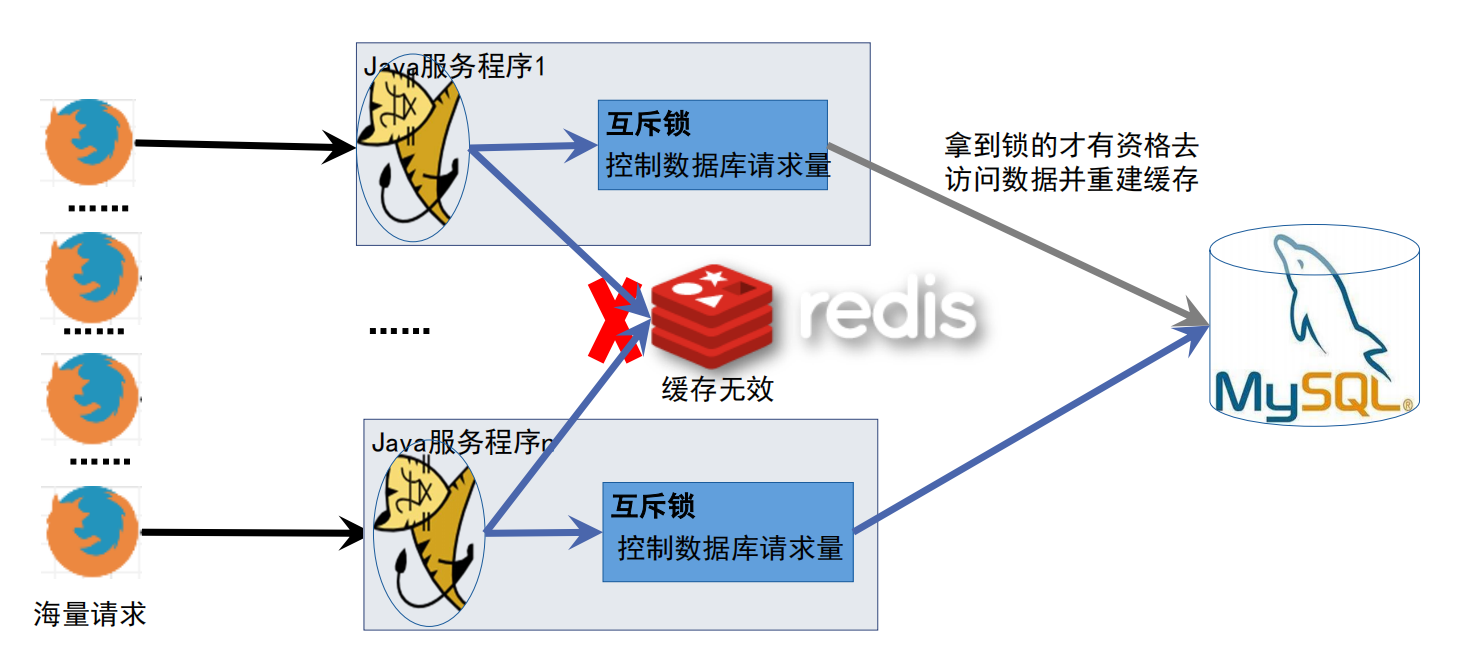 Java服务程序1
互斥锁
控制数据库请求量
拿到锁的才有资格去
访问数据并重建缓存
......
redis
......
......
缓存无效
MySQL®
......
Java服务程序n
互斥锁
控制数据库请求量
海量请求